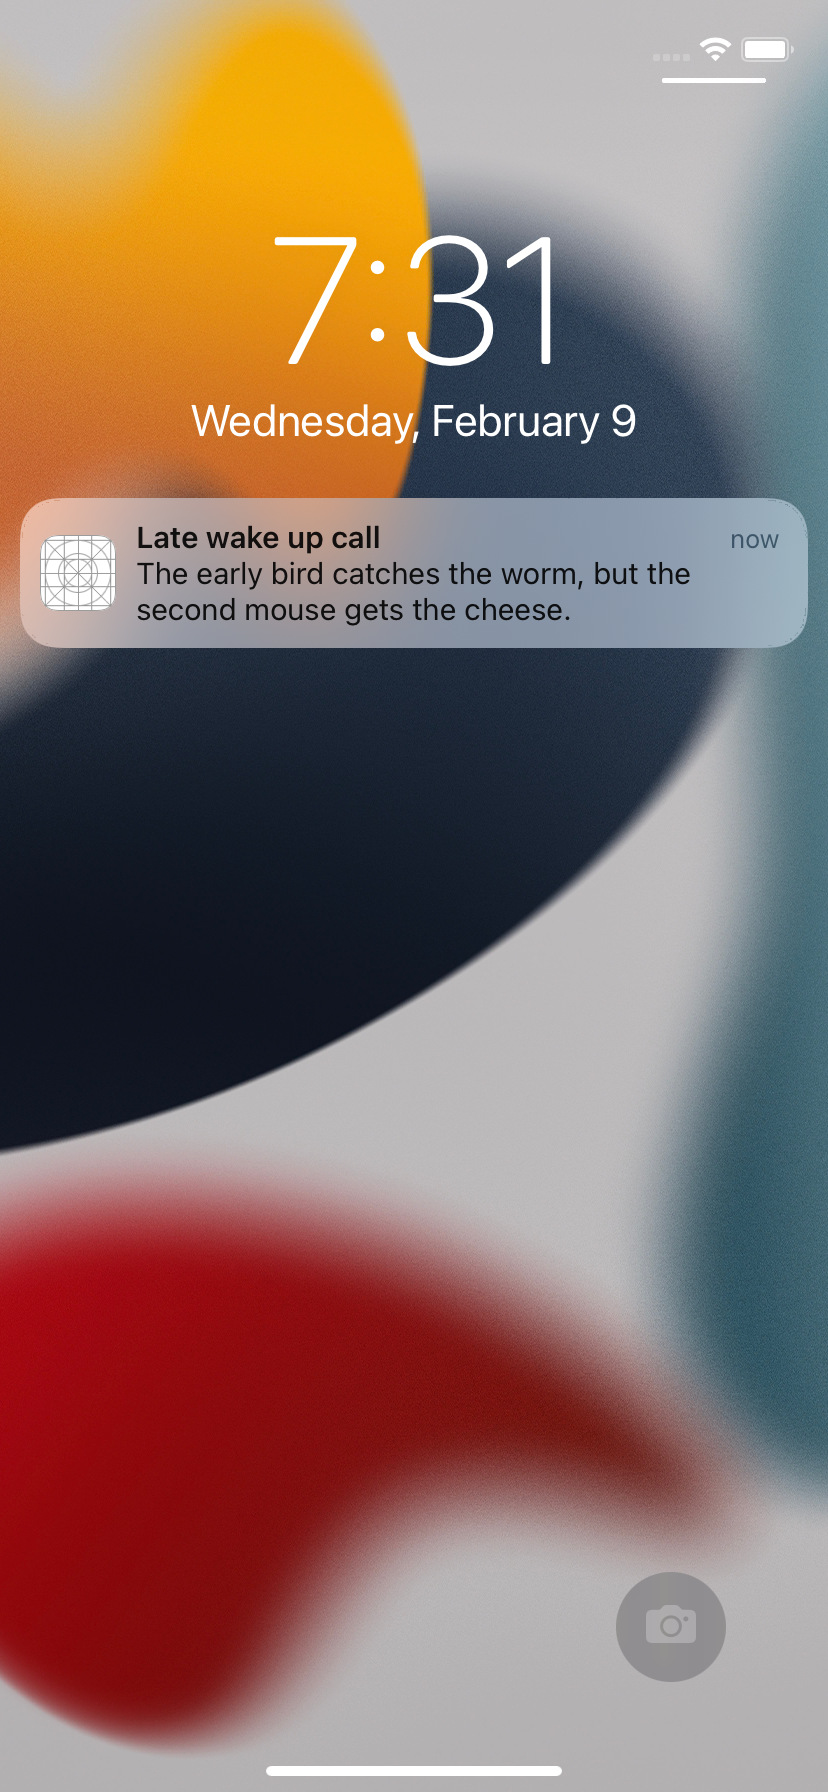 7:31
Wednesday, February 9
Late wake up call
now
The early bird catches the worm, but the
second mouse gets the cheese.